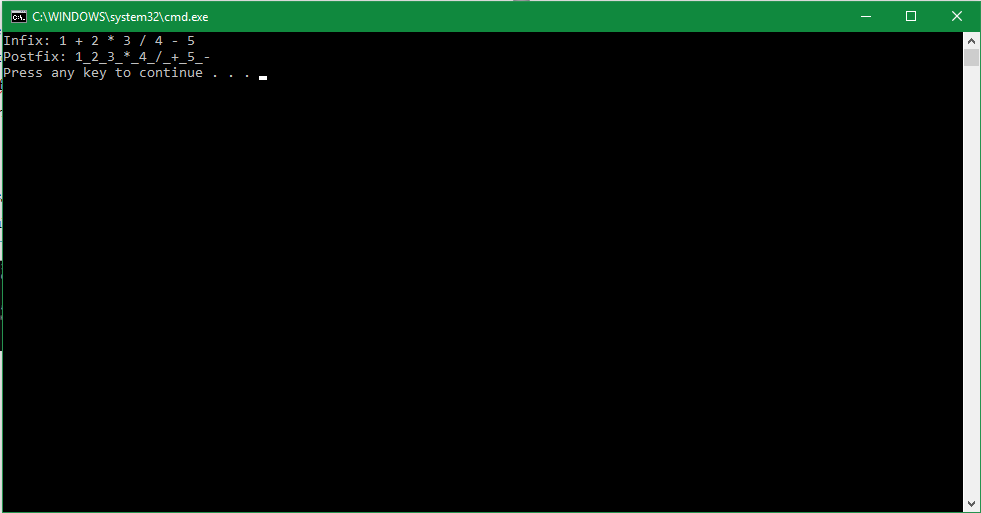 C:\WINDOWS\system32\cmd.exe
Infix: 1 + 2 * 3 / 4 - 5
Postfix: 1_2_3_*_4_/_+_5_-
Press any key to continue . . .